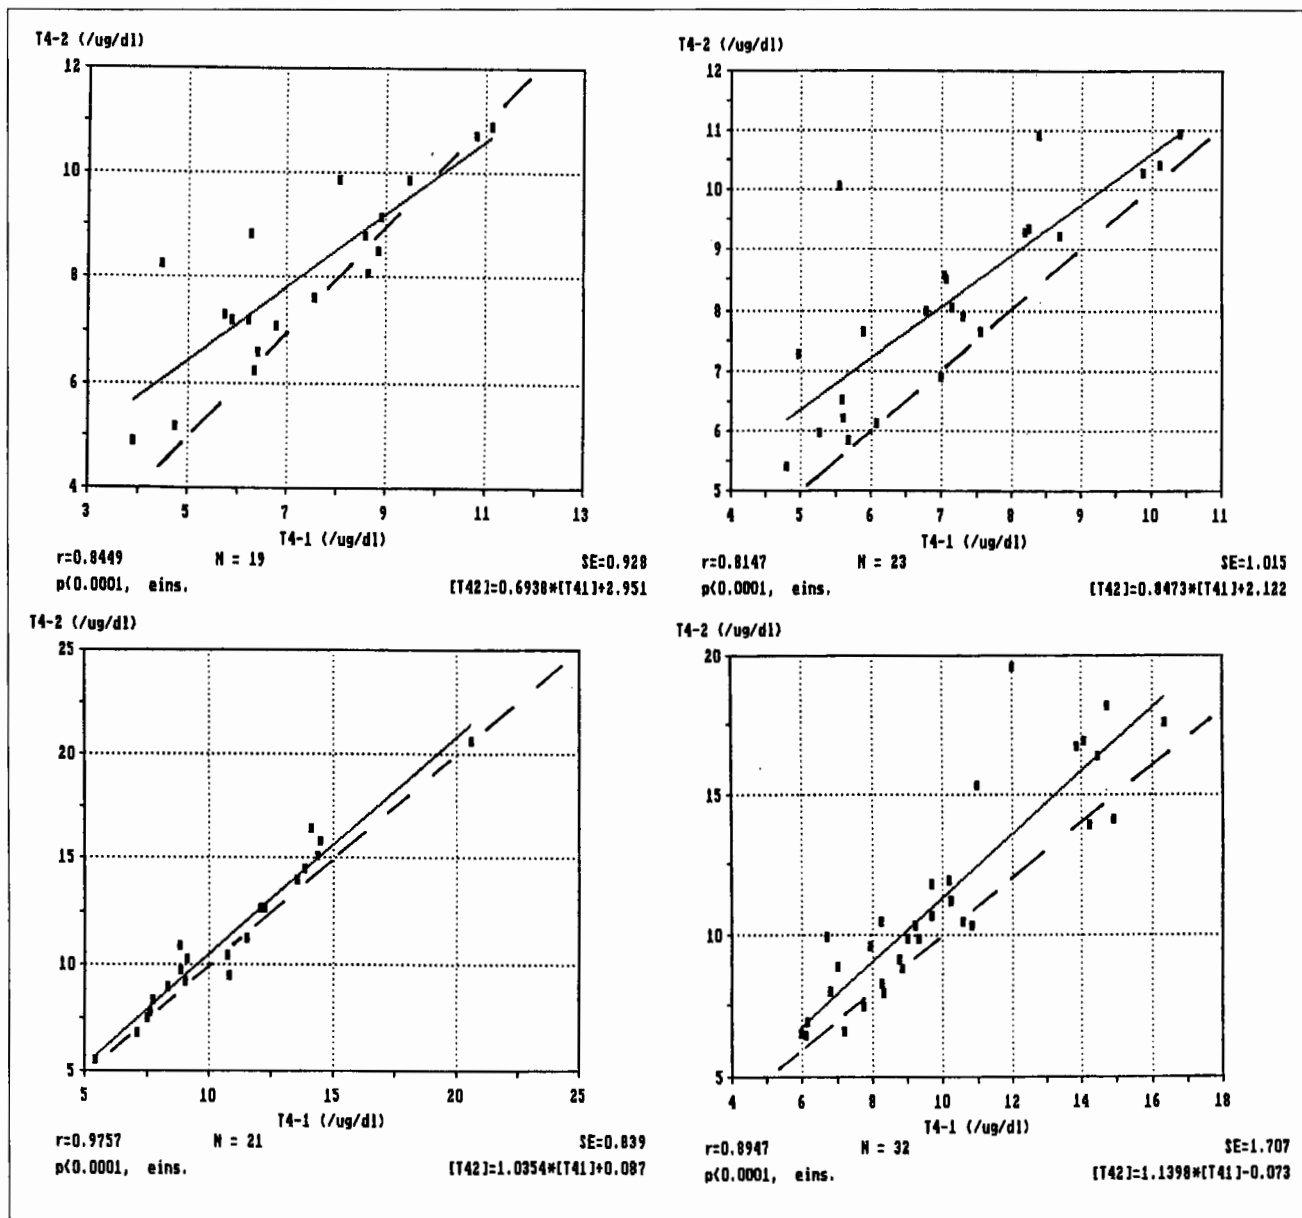 T4-2 (/ug/dl)
12
10
8
6
4
3 5 7 9 11 13
T4-1 (/ug/dl)
r=0.8449 N = 19 SE=0.928
p<0.0001, eins. [T42]=0.6938*[T41]+2.951
T4-2 (/ug/dl)
12
11
10
9
8
7
6
5
4 5 6 7 8 9 10 11
T4-1 (/ug/dl)
r=0.8147 N = 23 SE=1.015
p<0.0001, eins. [T42]=0.8473*[T41]+2.122
T4-2 (/ug/dl)
25
20
15
10
5
5 10 15 20 25
T4-1 (/ug/dl)
r=0.9757 N = 21 SE=0.839
p<0.0001, eins. [T42]=1.0354*[T41]+0.087
T4-2 (/ug/dl)
20
15
10
5
4 6 8 10 12 14 16 18
T4-1 (/ug/dl)
r=0.8947 N = 32 SE=1.707
p<0.0001, eins. [T42]=1.1398*[T41]-0.073